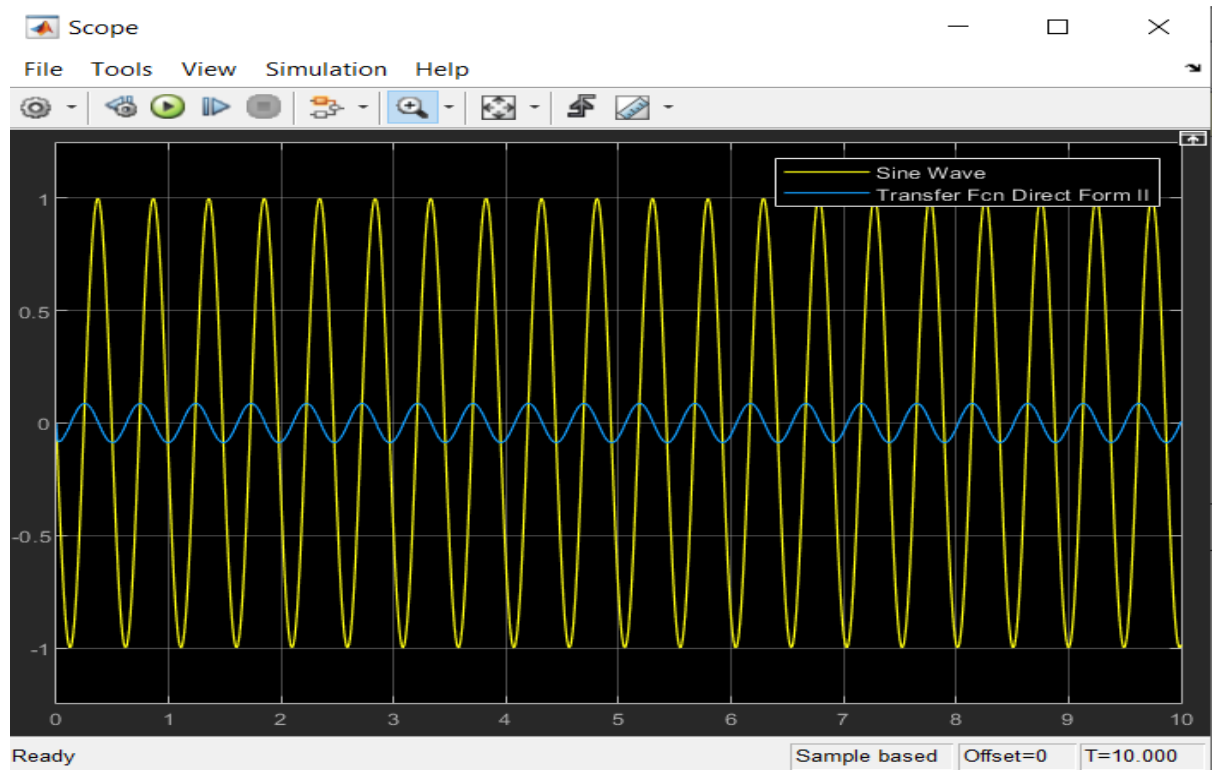 Scope
File Tools View Simulation Help
Sine Wave
Transfer Fcn Direct Form II
1
0.5
0
-0.5
-1
0 1 2 3 4 5 6 7 8 9 10
Ready Sample based Offset=0 T=10.000